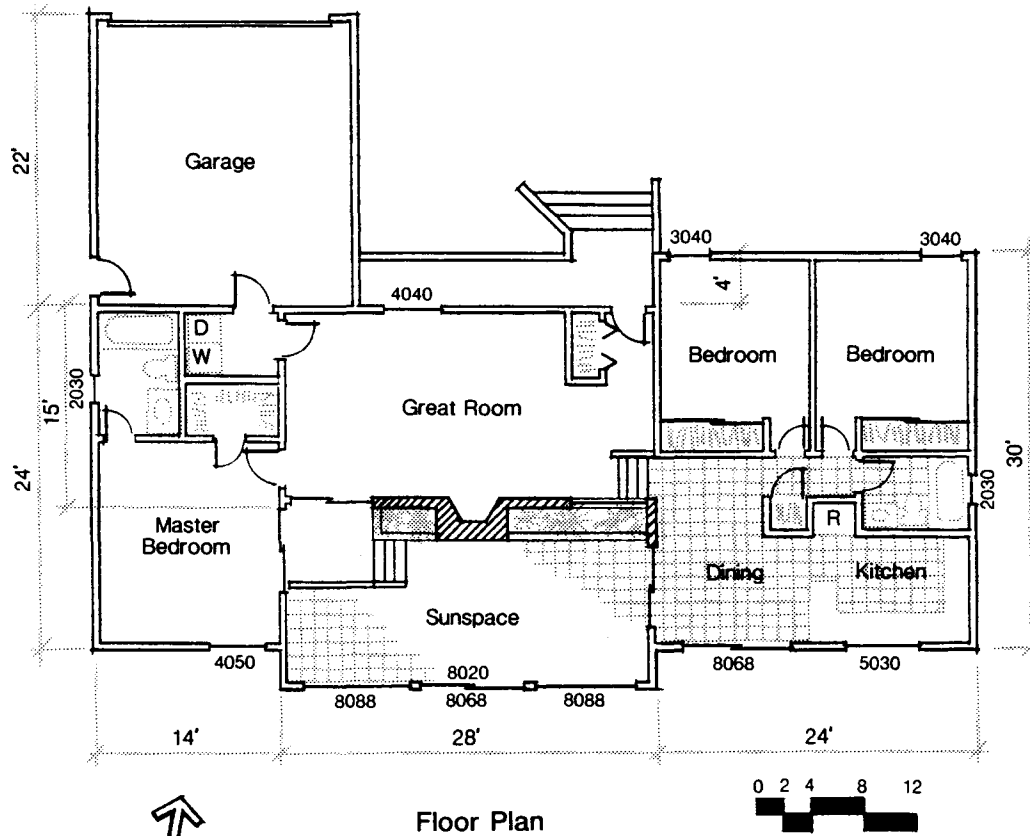 22'
Garage
3040
3040
4'
4040
D
W
Bedroom
Bedroom
2030
15'
Great Room
30'
24'
2030
Master
Bedroom
R
Dining
Kitchen
Sunspace
4050
8020
8068
5030
8088
8068
8088
14'
28'
24'
0 2 4 8 12
Floor Plan